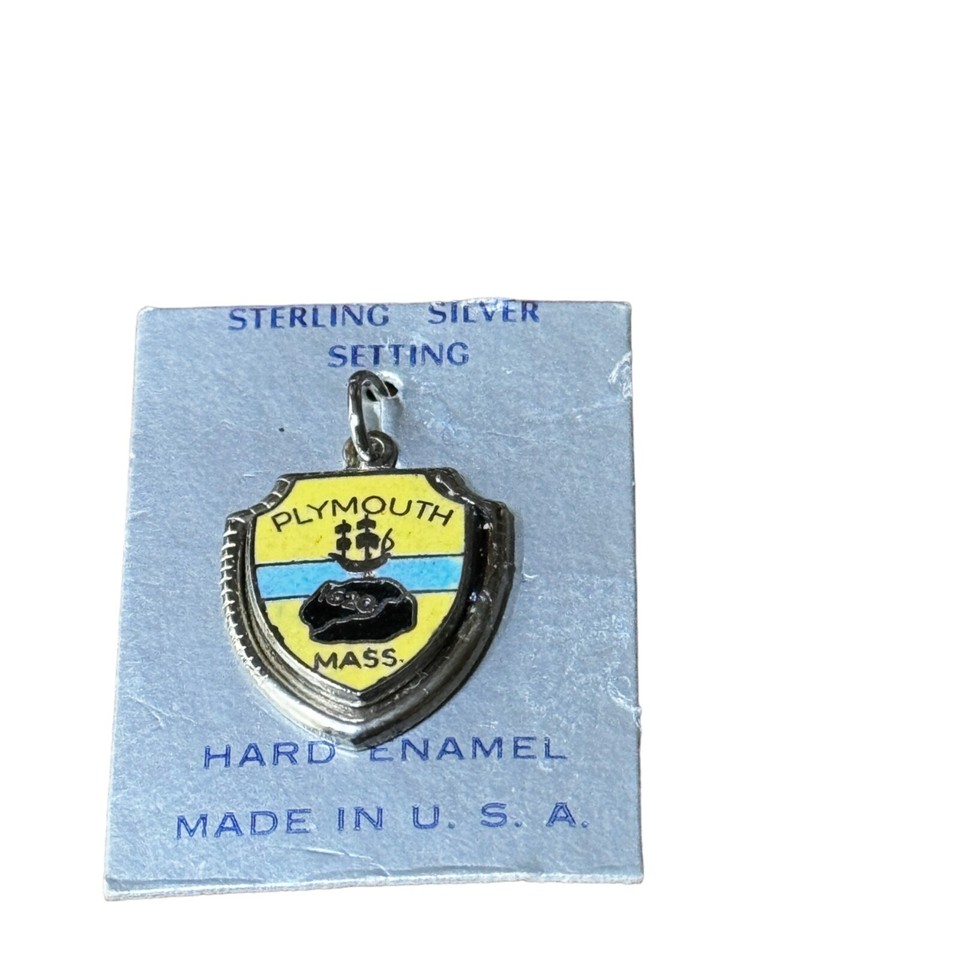 STERLING SILVER
SETTING
PLYMOUTH
1620
MASS.
HARD ENAMEL
MADE IN U. S. A.